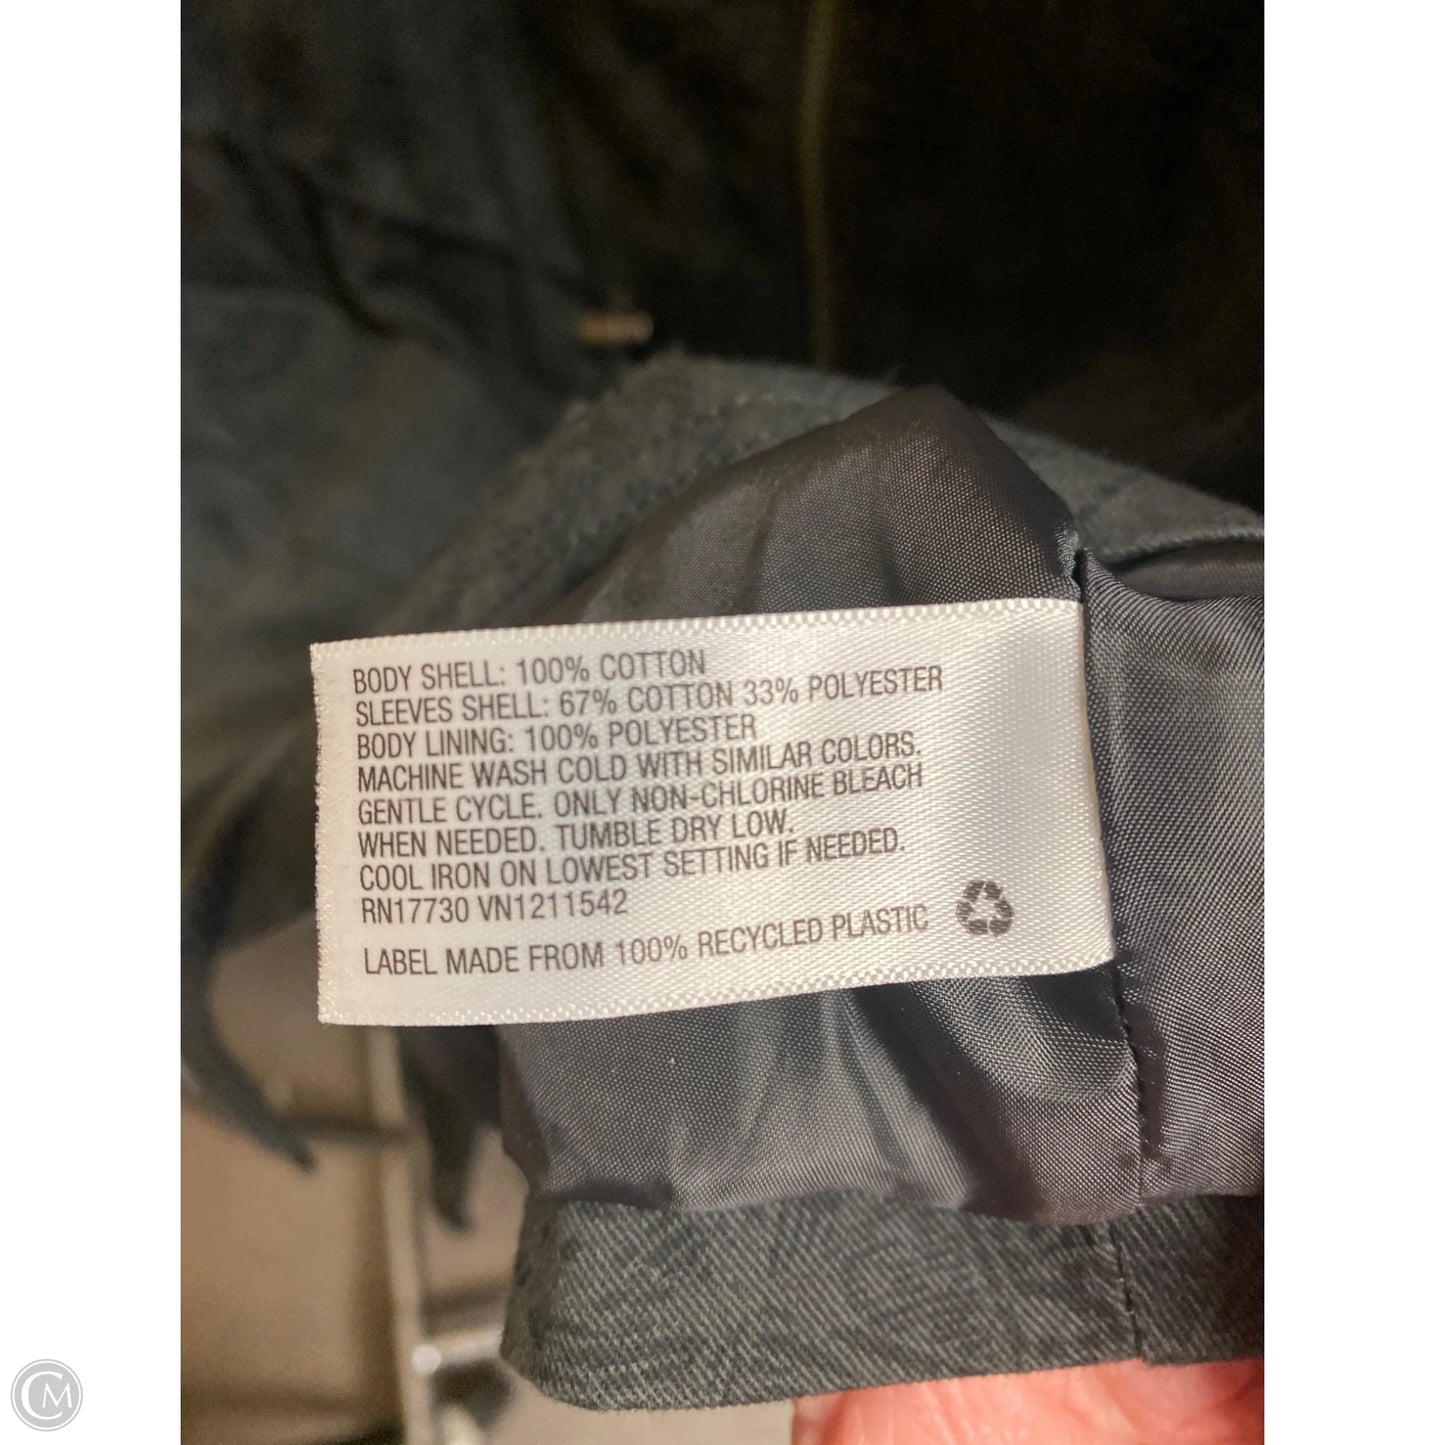 BODY SHELL: 100% COTTON
SLEEVES SHELL: 67% COTTON 33% POLYESTER
BODY LINING: 100% POLYESTER
MACHINE WASH COLD WITH SIMILAR COLORS.
GENTLE CYCLE. ONLY NON-CHLORINE BLEACH
WHEN NEEDED. TUMBLE DRY LOW.
COOL IRON ON LOWEST SETTING IF NEEDED.
RN17730 VN1211542
LABEL MADE FROM 100% RECYCLED PLASTIC
CM